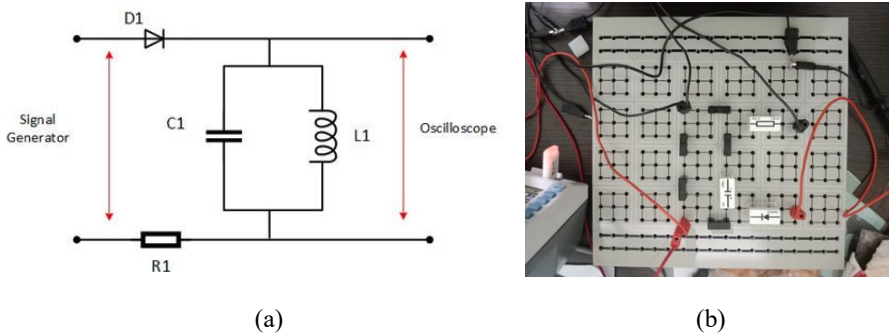 D1
Signal
Generator
C1
L1
Oscilloscope
R1
(a)
(b)